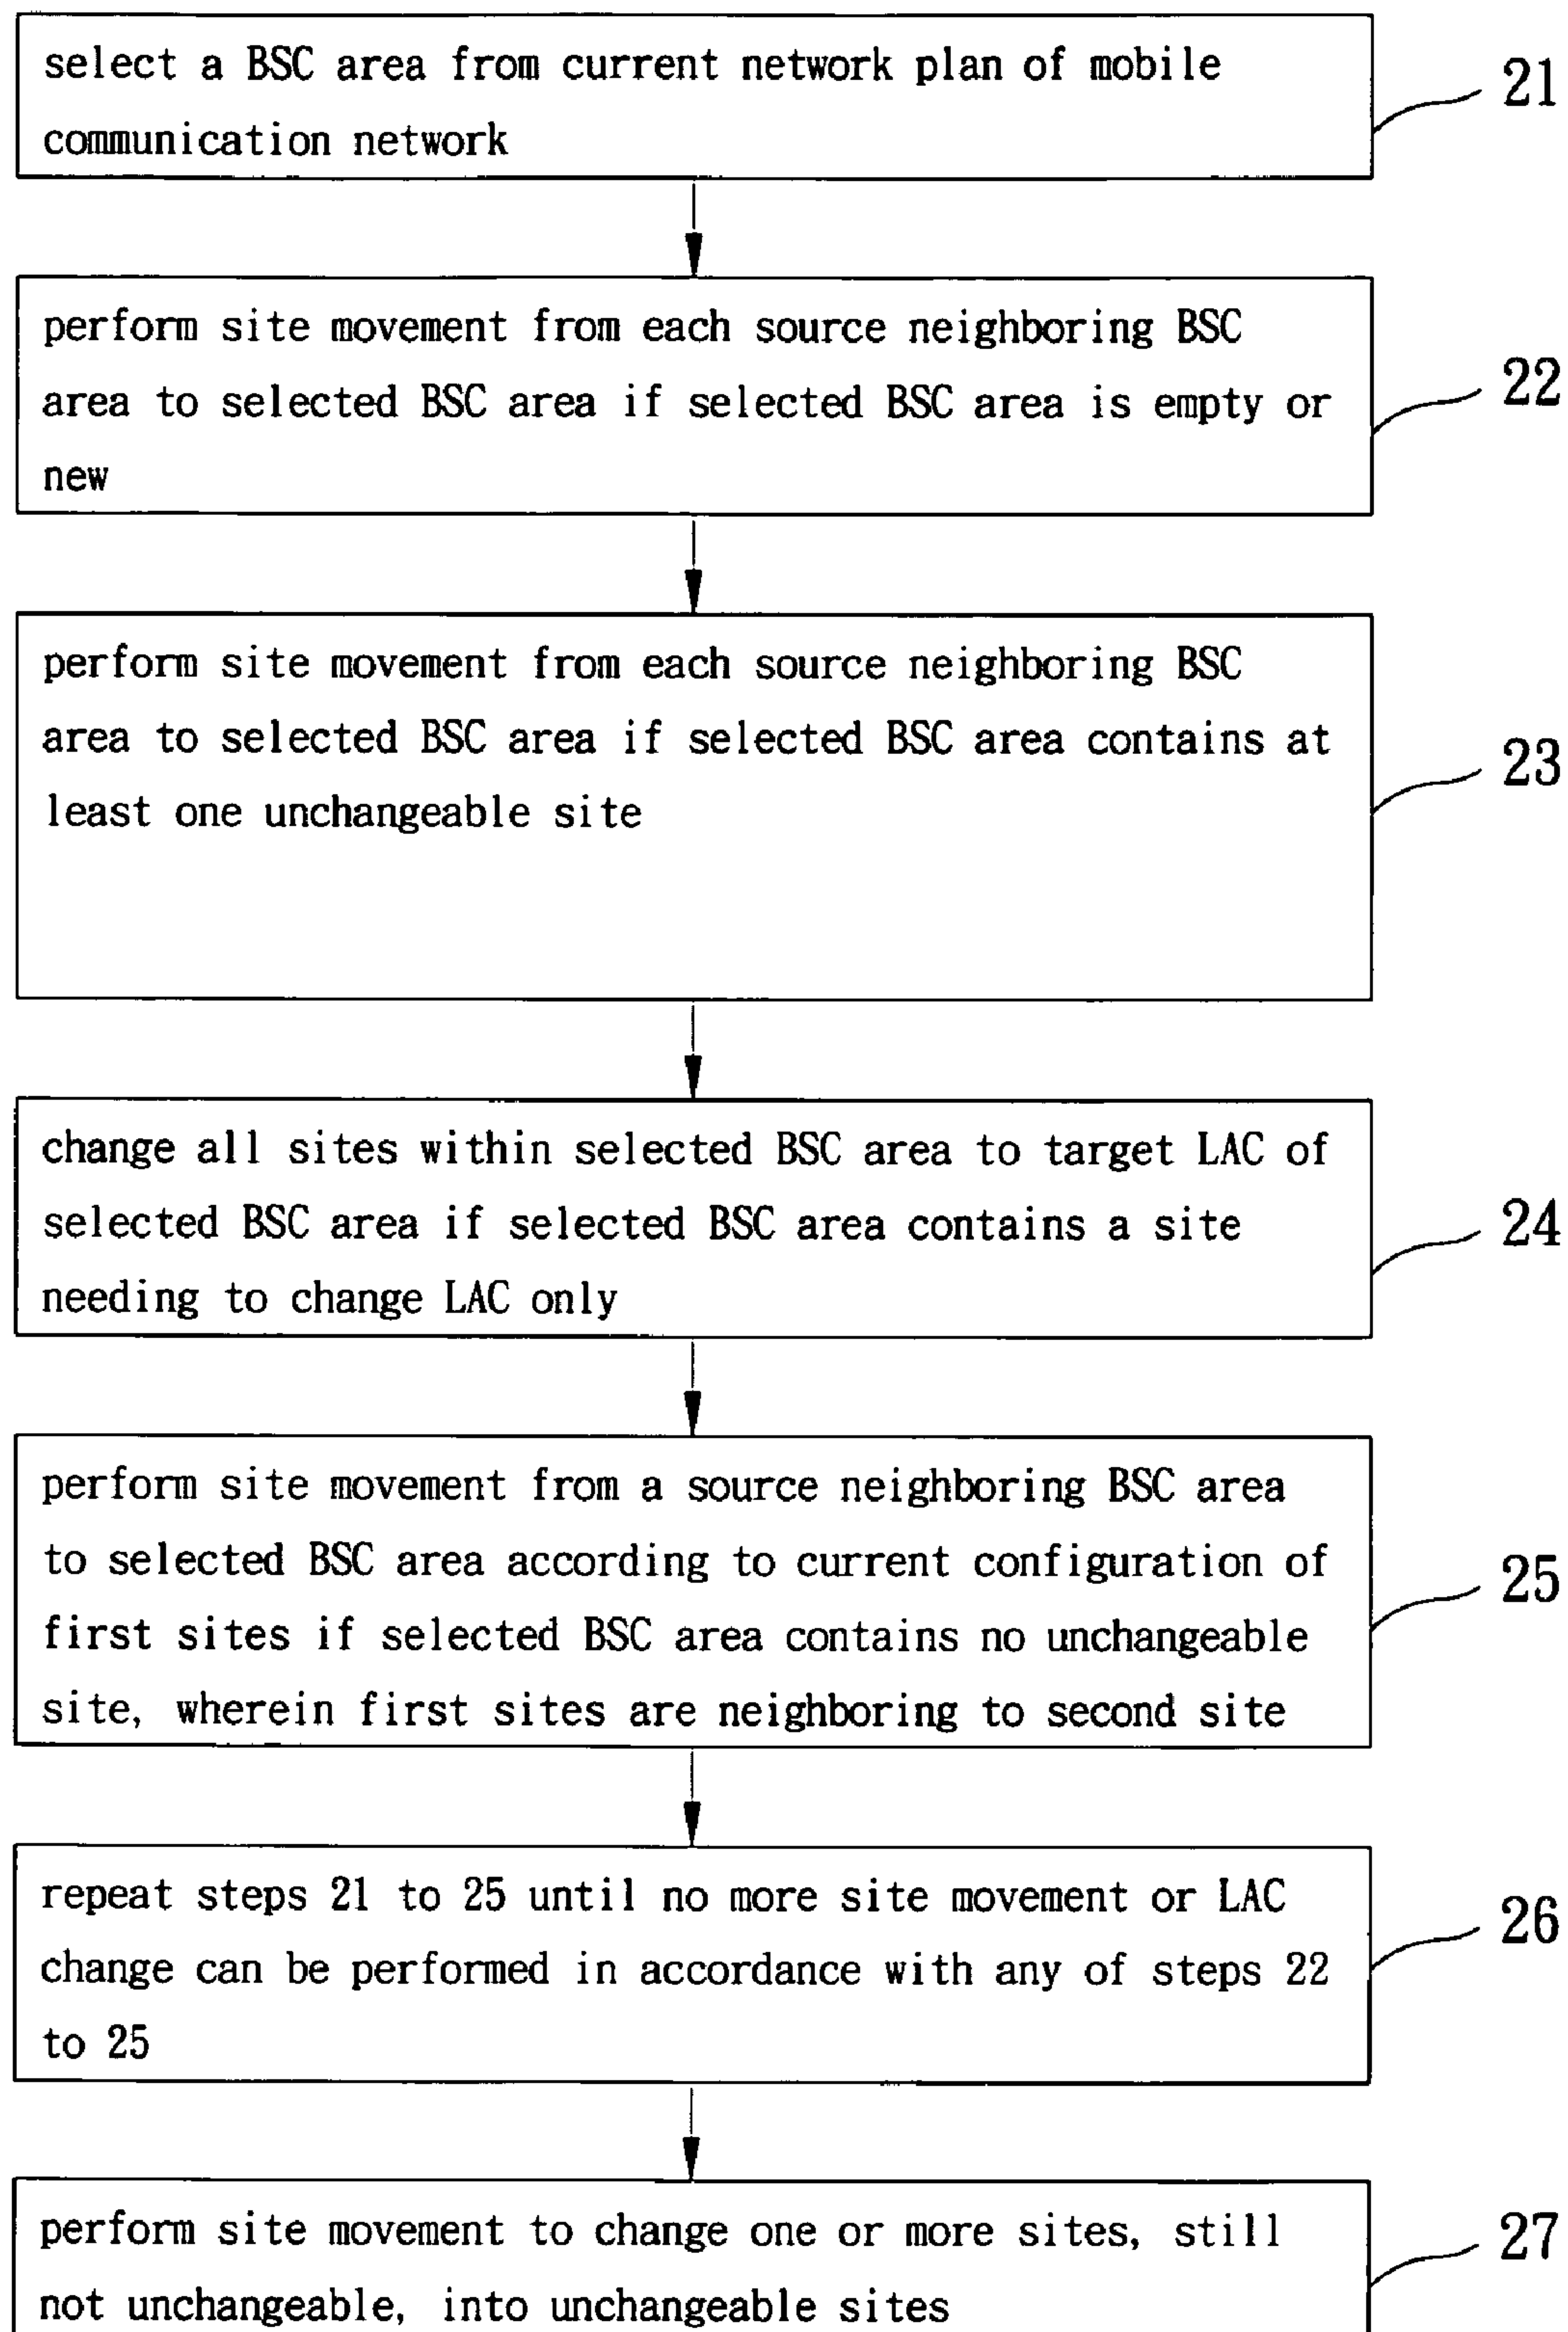 select a BSC area from current network plan of mobile
communication network
21
perform site movement from each source neighboring BSC
area to selected BSC area if selected BSC area is empty or
new
22
perform site movement from each source neighboring BSC
area to selected BSC area if selected BSC area contains at
least one unchangeable site
23
change all sites within selected BSC area to target LAC of
selected BSC area if selected BSC area contains a site
needing to change LAC only
24
perform site movement from a source neighboring BSC area
to selected BSC area according to current configuration of
first sites if selected BSC area contains no unchangeable
site, wherein first sites are neighboring to second site
25
repeat steps 21 to 25 until no more site movement or LAC
change can be performed in accordance with any of steps 22
to 25
26
perform site movement to change one or more sites, still
not unchangeable, into unchangeable sites
27